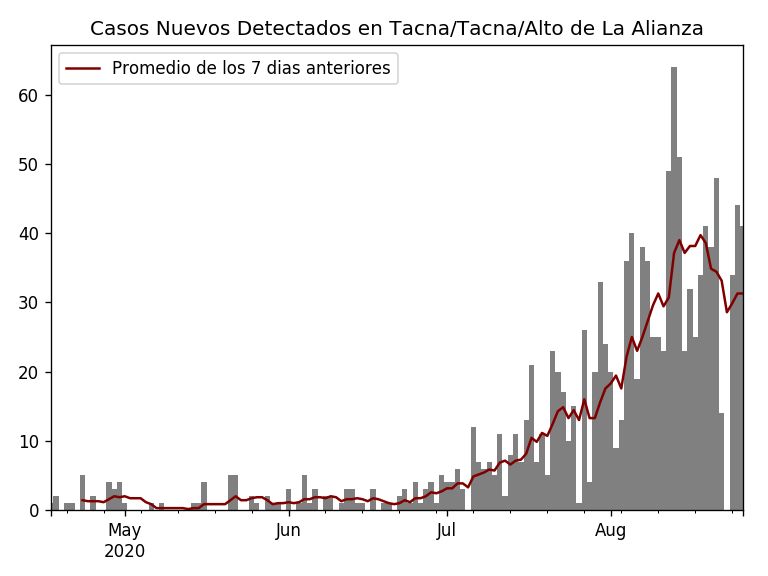 Casos Nuevos Detectados en Tacna/Tacna/Alto de La Alianza
Promedio de los 7 dias anteriores
60
50
40
30
20
10
0
May Jun Jul Aug
2020